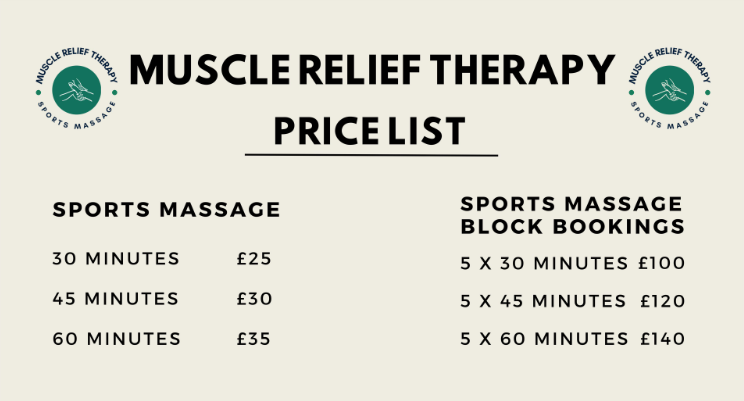 MUSCLE RELIEF THERAPY
SPORTS MASSAGE
MUSCLE RELIEF THERAPY
PRICE LIST
MUSCLE RELIEF THERAPY
SPORTS MASSAGE
SPORTS MASSAGE
30 MINUTES £25
45 MINUTES £30
60 MINUTES £35
SPORTS MASSAGE
BLOCK BOOKINGS
5 X 30 MINUTES £100
5 X 45 MINUTES £120
5 X 60 MINUTES £140